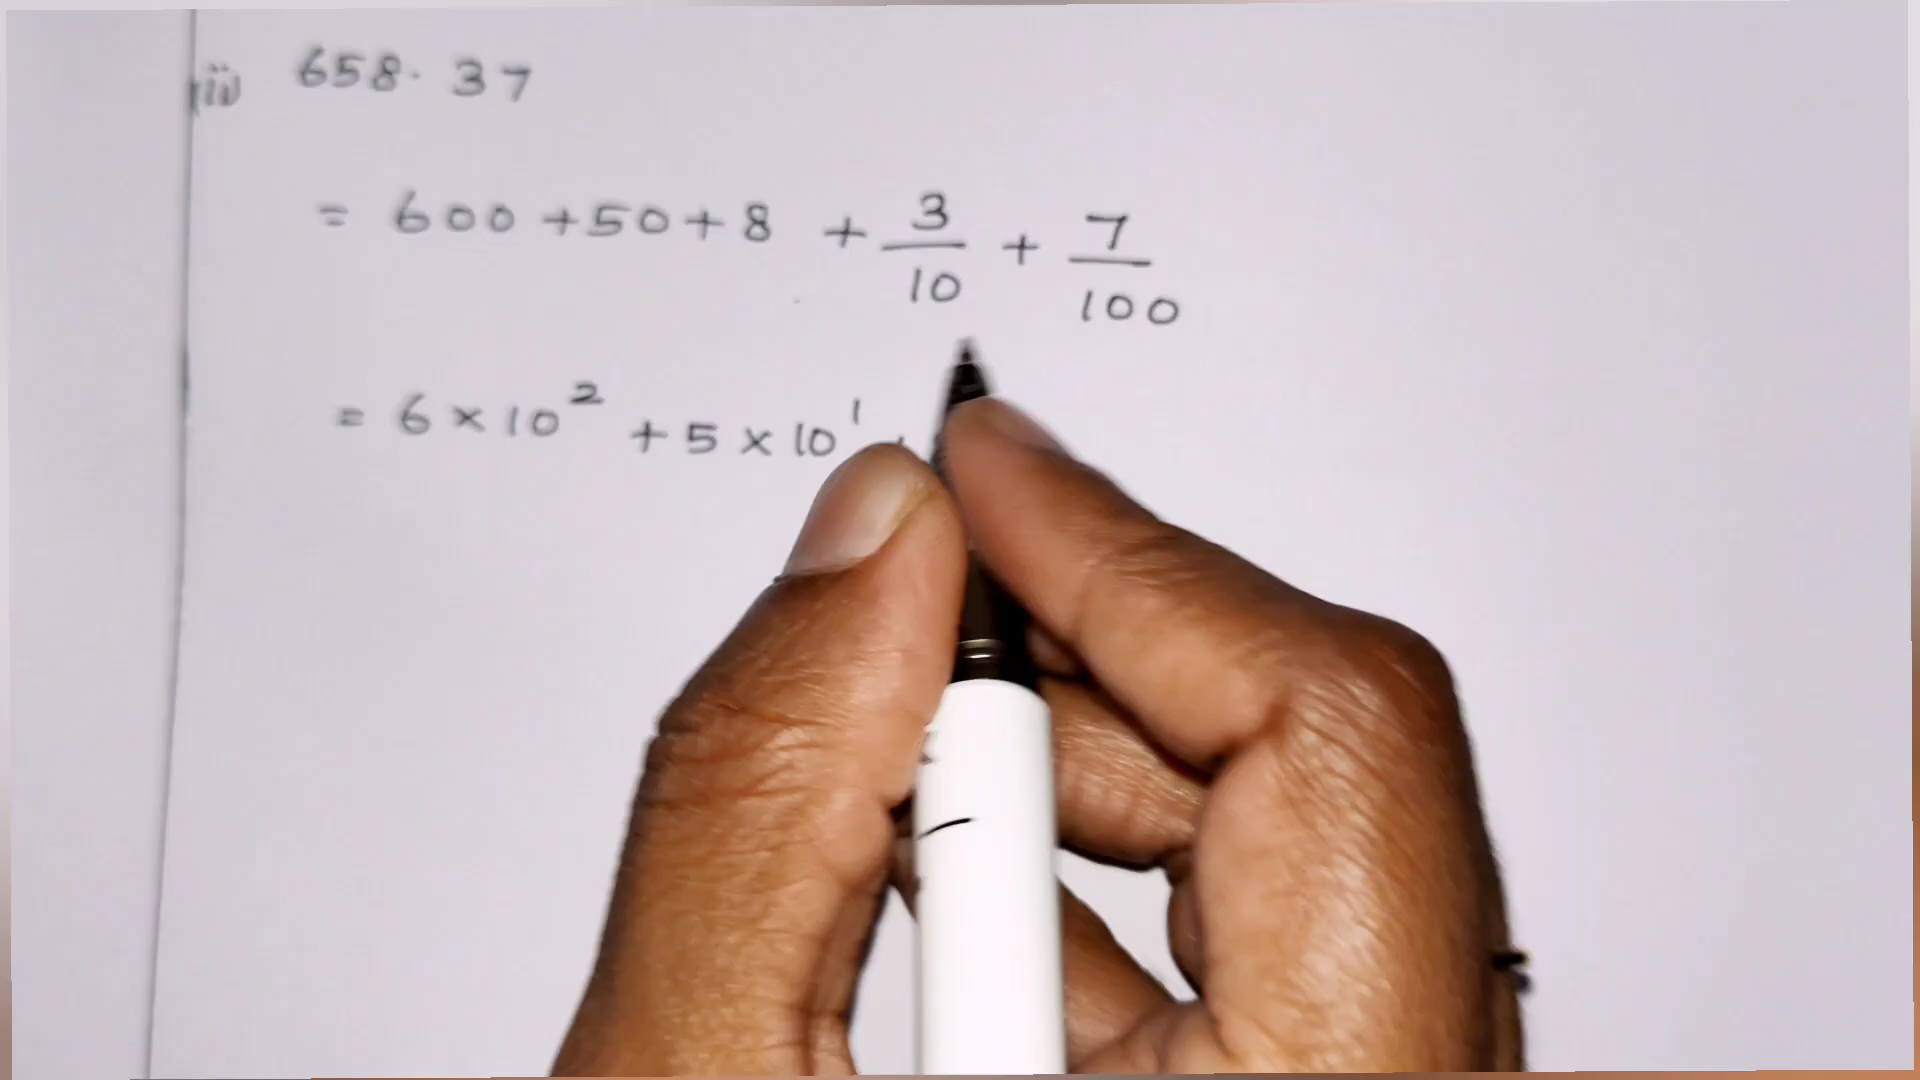 iii) 658.37
= 600 + 50 + 8 + 3/10 + 7/100
= 6 × 10² + 5 × 10¹